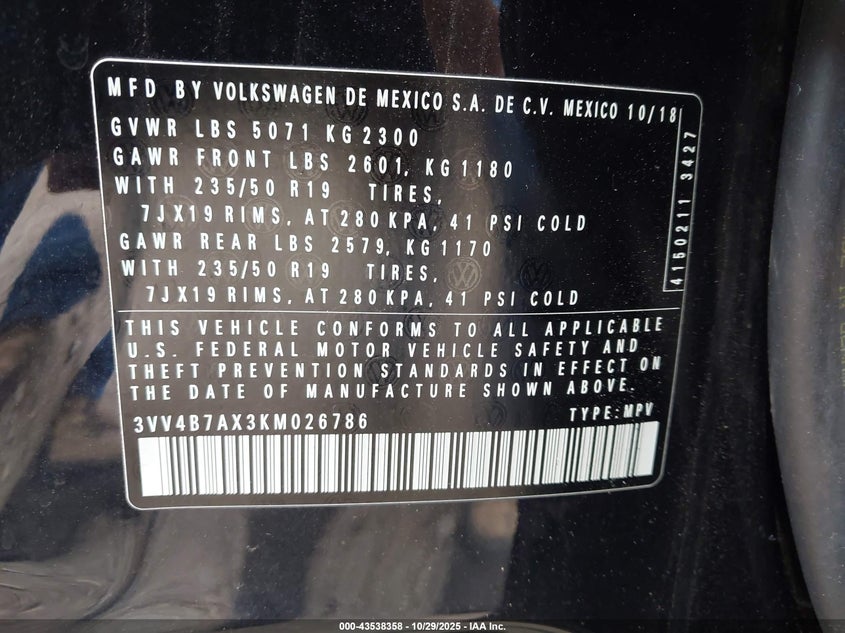 MFD BY VOLKSWAGEN DE MEXICO S.A. DE C.V. MEXICO 10/18
GVWR LBS 5071 KG 2300
GAWR FRONT LBS 2601, KG 1180
WITH 235/50 R19 TIRES,
7JX19 RIMS, AT 280 KPA, 41 PSI COLD
GAWR REAR LBS 2579, KG 1170
WITH 235/50 R19 TIRES,
7JX19 RIMS, AT 280 KPA, 41 PSI COLD
4150211 3427
THIS VEHICLE CONFORMS TO ALL APPLICABLE
U.S. FEDERAL MOTOR VEHICLE SAFETY AND
THEFT PREVENTION STANDARDS IN EFFECT ON
THE DATE OF MANUFACTURE SHOWN ABOVE.
3VV4B7AX3KM026786 TYPE:MPV
000-43538358 - 10/29/2025 - IAA Inc.